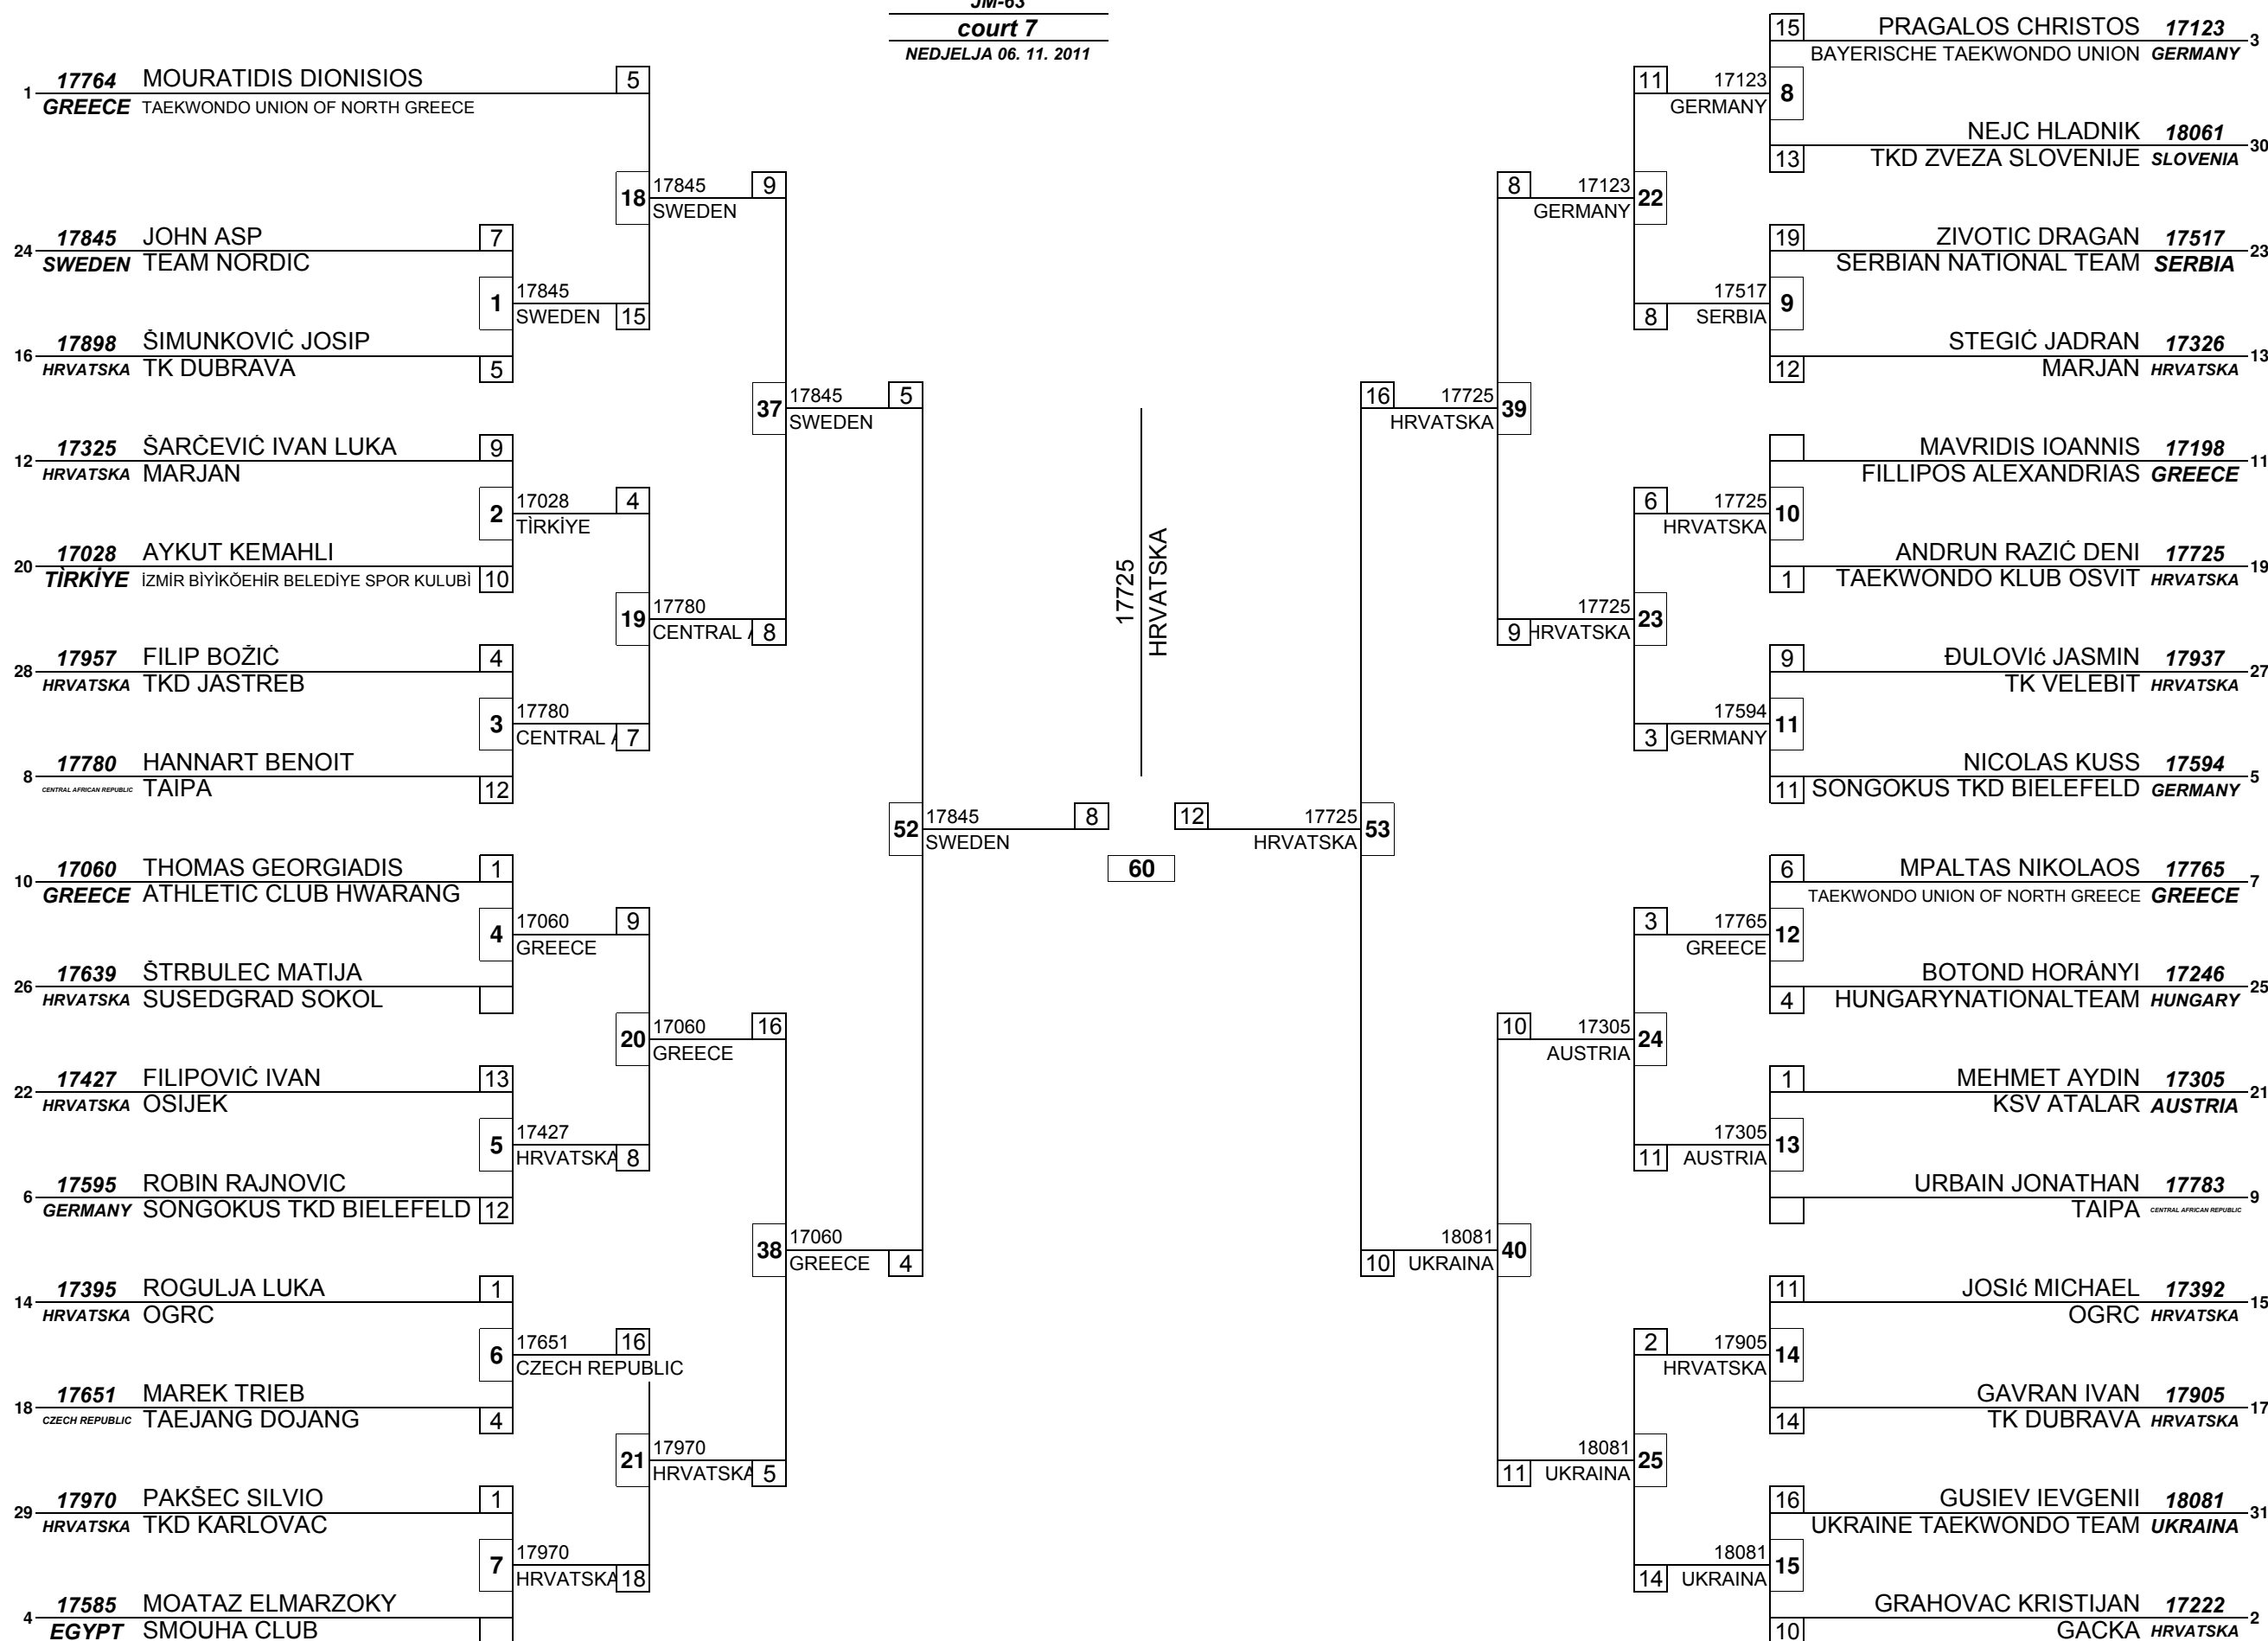 JM-63
court 7
NEDJELJA 06. 11. 2011
1 17764 MOURATIDIS DIONISIOS 5
GREECE TAEKWONDO UNION OF NORTH GREECE
18 17845 9
SWEDEN
24 17845 JOHN ASP 7
SWEDEN TEAM NORDIC
1 17845
SWEDEN 15
16 17898 ŠIMUNKOVIĆ JOSIP
HRVATSKA TK DUBRAVA 5
37 17845 5
SWEDEN
12 17325 ŠARČEVIĆ IVAN LUKA 9
HRVATSKA MARJAN
2 17028 4
TÌRKİYE
20 17028 AYKUT KEMAHLI
TÌRKİYE İZMİR BÌYÌKÕEHİR BELEDİYE SPOR KULUBÌ 10
19 17780
CENTRAL 8
28 17957 FILIP BOŽIĆ 4
HRVATSKA TKD JASTREB
3 17780
CENTRAL 7
8 17780 HANNART BENOIT
CENTRAL AFRICAN REPUBLIC TAIPA 12
52 17845 8
SWEDEN
10 17060 THOMAS GEORGIADIS 1
GREECE ATHLETIC CLUB HWARANG
4 17060 9
GREECE
26 17639 ŠTRBULEC MATIJA
HRVATSKA SUSEDGRAD SOKOL
20 17060 16
GREECE
22 17427 FILIPOVIĆ IVAN 13
HRVATSKA OSIJEK
5 17427
HRVATSKA 8
6 17595 ROBIN RAJNOVIC
GERMANY SONGOKUS TKD BIELEFELD 12
38 17060
GREECE 4
14 17395 ROGULJA LUKA 1
HRVATSKA OGRC
6 17651 16
CZECH REPUBLIC
18 17651 MAREK TRIEB
CZECH REPUBLIC TAEJANG DOJANG 4
21 17970
HRVATSKA 5
29 17970 PAKŠEC SILVIO 1
HRVATSKA TKD KARLOVAC
7 17970
HRVATSKA 18
4 17585 MOATAZ ELMARZOKY
EGYPT SMOUHA CLUB
17725
HRVATSKA
60
15 PRAGALOS CHRISTOS 17123 3
BAYERISCHE TAEKWONDO UNION GERMANY
11 17123 8
GERMANY
NEJC HLADNIK 18061 30
13 TKD ZVEZA SLOVENIJE SLOVENIA
8 17123 22
GERMANY
19 ZIVOTIC DRAGAN 17517 23
SERBIAN NATIONAL TEAM SERBIA
17517 9
8 SERBIA
STEGIĆ JADRAN 17326 13
12 MARJAN HRVATSKA
16 17725 39
HRVATSKA
MAVRIDIS IOANNIS 17198 11
FILLIPOS ALEXANDRIAS GREECE
6 17725 10
HRVATSKA
ANDRUN RAZIĆ DENI 17725 19
1 TAEKWONDO KLUB OSVIT HRVATSKA
17725 23
9 HRVATSKA
9 ĐULOVIć JASMIN 17937 27
TK VELEBIT HRVATSKA
17594 11
3 GERMANY
NICOLAS KUSS 17594 5
11 SONGOKUS TKD BIELEFELD GERMANY
12 17725 53
HRVATSKA
6 MPALTAS NIKOLAOS 17765 7
TAEKWONDO UNION OF NORTH GREECE GREECE
3 17765 12
GREECE
BOTOND HORÁNYI 17246 25
4 HUNGARYNATIONALTEAM HUNGARY
10 17305 24
AUSTRIA
1 MEHMET AYDIN 17305 21
KSV ATALAR AUSTRIA
17305 13
11 AUSTRIA
URBAIN JONATHAN 17783 9
TAIPA CENTRAL AFRICAN REPUBLIC
18081 40
10 UKRAINA
11 JOSIć MICHAEL 17392 15
OGRC HRVATSKA
2 17905 14
HRVATSKA
GAVRAN IVAN 17905 17
14 TK DUBRAVA HRVATSKA
18081 25
11 UKRAINA
16 GUSIEV IEVGENII 18081 31
UKRAINE TAEKWONDO TEAM UKRAINA
18081 15
14 UKRAINA
GRAHOVAC KRISTIJAN 17222 2
10 GACKA HRVATSKA